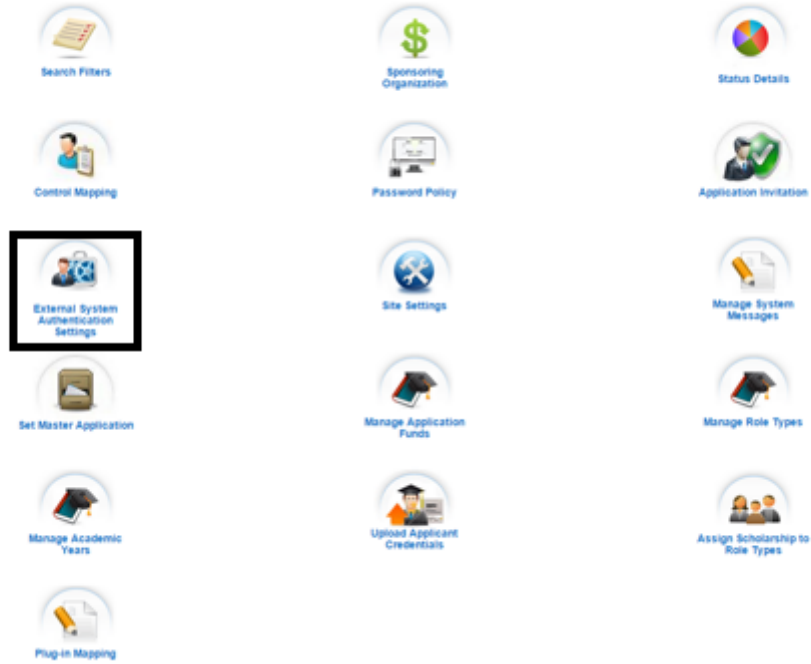 Search Filters
Sponsoring
Organization
Status Details
Control Mapping
Password Policy
Application Invitation
External System
Authentication
Settings
Site Settings
Manage System
Messages
Set Master Application
Manage Application
Funds
Manage Role Types
Manage Academic
Years
Upload Applicant
Credentials
Assign Scholarship to
Role Types
Plug-in Mapping